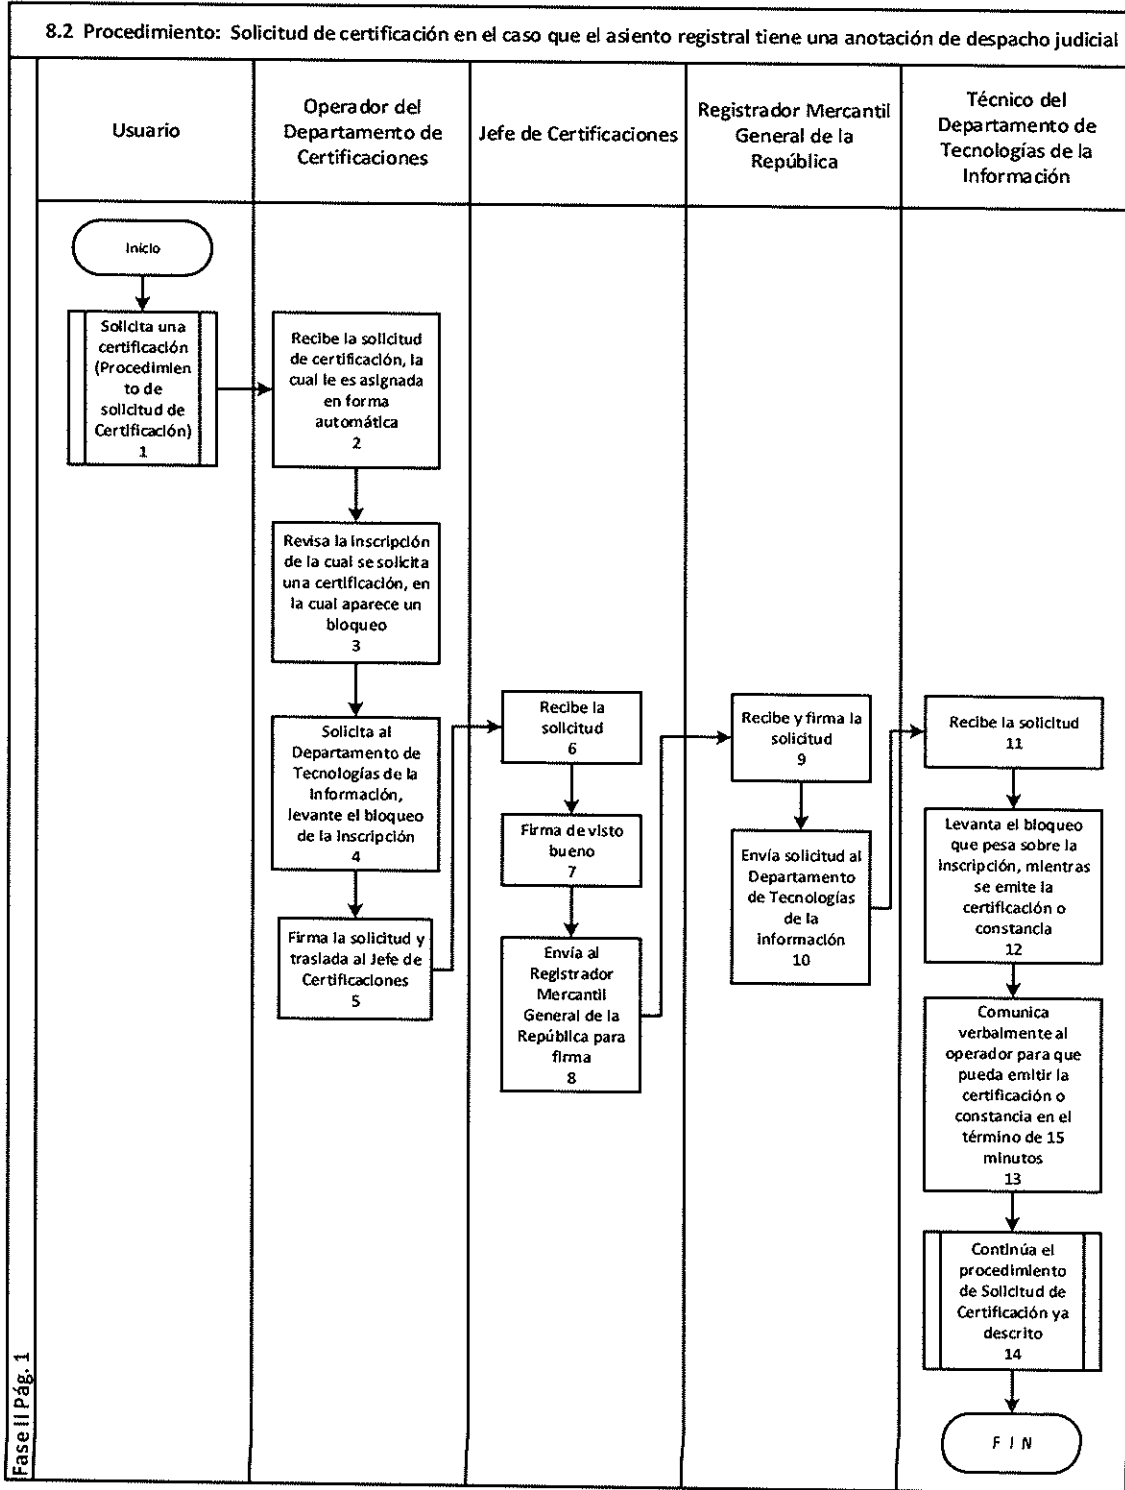 8.2 Procedimiento: Solicitud de certificación en el caso que el asiento registral tiene una anotación de despacho judicial
Usuario
Operador del
Departamento de
Certificaciones
Jefe de Certificaciones
Registrador Mercantil
General de la
República
Técnico del
Departamento de
Tecnologías de la
Información
Inicio
Solicita una
certificación
(Procedimien
to de
solicitud de
Certificación)
1
Recibe la solicitud
de certificación, la
cual le es asignada
en forma
automática
2
Revisa la inscripción
de la cual se solicita
una certificación, en
la cual aparece un
bloqueo
3
Solicita al
Departamento de
Tecnologías de la
Información,
levante el bloqueo
de la inscripción
4
Firma la solicitud y
traslada al Jefe de
Certificaciones
5
Recibe la
solicitud
6
Firma de visto
bueno
7
Envía al
Registrador
Mercantil
General de la
República para
firma
8
Recibe y firma la
solicitud
9
Envía solicitud al
Departamento
de Tecnologías
de la
información
10
Recibe la solicitud
11
Levanta el bloqueo
que pesa sobre la
inscripción, mientras
se emite la
certificación o
constancia
12
Comunica
verbalmente al
operador para que
pueda emitir la
certificación o
constancia en el
término de 15
minutos
13
Continúa el
procedimiento
de Solicitud de
Certificación ya
descrito
14
F I N
Fase II Pág. 1